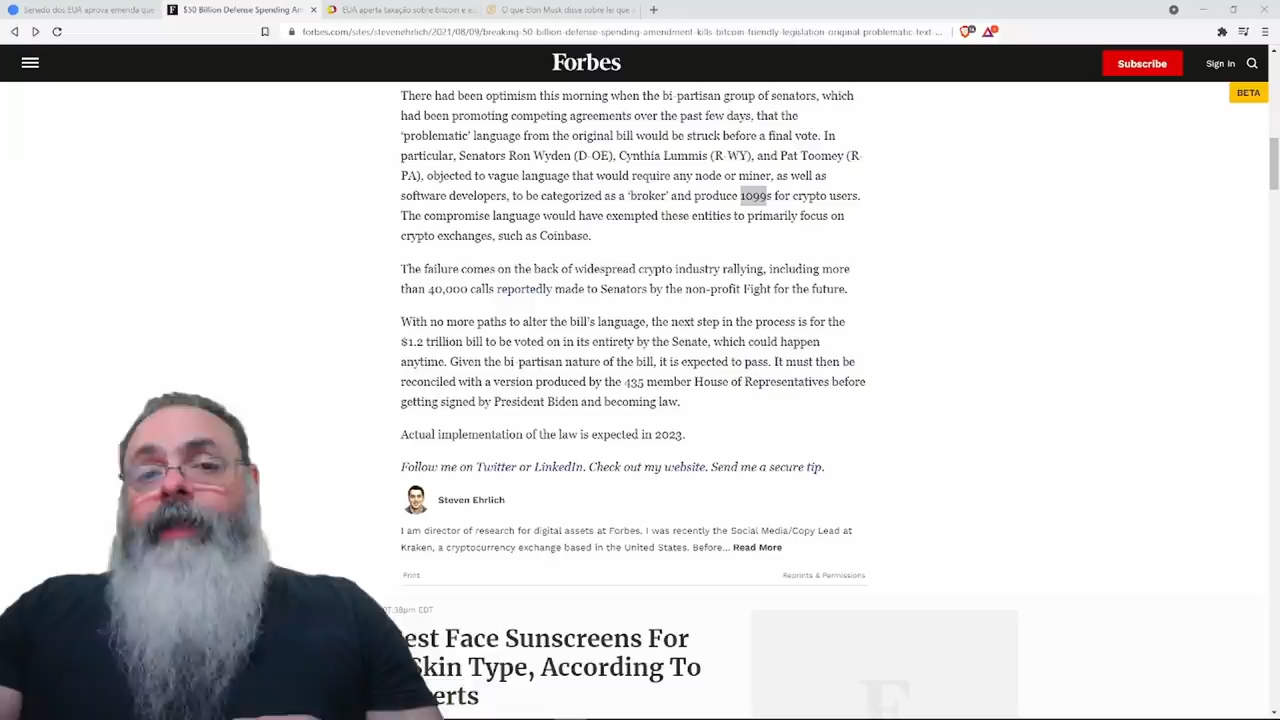 Senado dos EUA aprova emenda que
$50 Billion Defense Spending Am
EUA aperta taxação sobre bitcoin e e
O que Elon Musk disse sobre lei que
forbes.com/sites/stevenehrlich/2021/08/09/breaking-50-billion-defense-spending-amendment-kills-bitcoin-friendly-legislation-original-problematic-text...
Forbes
Subscribe
Sign In
BETA
There had been optimism this morning when the bi-partisan group of senators, which
had been promoting competing agreements over the past few days, that the
‘problematic’ language from the original bill would be struck before a final vote. In
particular, Senators Ron Wyden (D-OE), Cynthia Lummis (R-WY), and Pat Toomey (R-
PA), objected to vague language that would require any node or miner, as well as
software developers, to be categorized as a ‘broker’ and produce 1099s for crypto users.
The compromise language would have exempted these entities to primarily focus on
crypto exchanges, such as Coinbase.
The failure comes on the back of widespread crypto industry rallying, including more
than 40,000 calls reportedly made to Senators by the non-profit Fight for the future.
With no more paths to alter the bill’s language, the next step in the process is for the
$1.2 trillion bill to be voted on in its entirety by the Senate, which could happen
anytime. Given the bi-partisan nature of the bill, it is expected to pass. It must then be
reconciled with a version produced by the 435 member House of Representatives before
getting signed by President Biden and becoming law.
Actual implementation of the law is expected in 2023.
Follow me on Twitter or LinkedIn. Check out my website. Send me a secure tip.
Steven Ehrlich
I am director of research for digital assets at Forbes. I was recently the Social Media/Copy Lead at
Kraken, a cryptocurrency exchange based in the United States. Before... Read More
Print
Reprints & Permissions
07:38pm EDT
est Face Sunscreens For
Skin Type, According To
erts
F